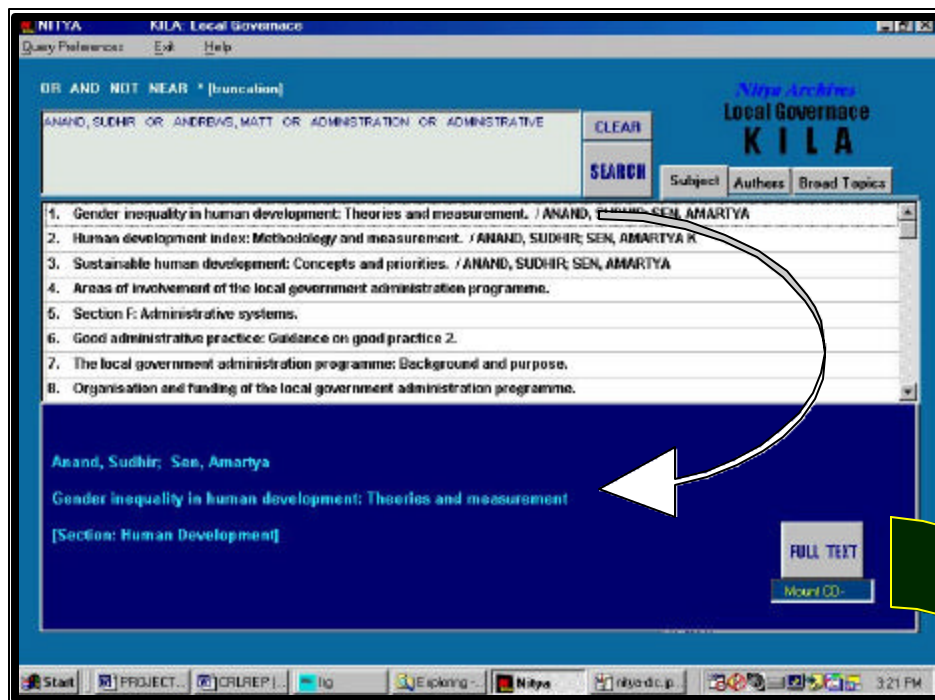 NITYA KILA: Local Governace
Query Preferences Exit Help
OR AND NOT NEAR * [truncation]
Nitya Archives
Local Governace
KILA
ANAND, SUDHIR OR ANDREWS, MATT OR ADMINISTRATION OR ADMINISTRATIVE
CLEAR
SEARCH
Subject Authors Broad Topics
1. Gender inequality in human development: Theories and measurement. / ANAND, SUDHIR; SEN, AMARTYA
2. Human development index: Methodology and measurement. / ANAND, SUDHIR; SEN, AMARTYA K
3. Sustainable human development: Concepts and priorities. / ANAND, SUDHIR; SEN, AMARTYA
4. Areas of involvement of the local government administration programme.
5. Section F: Administrative systems.
6. Good administrative practice: Guidance on good practice 2.
7. The local government administration programme: Background and purpose.
8. Organisation and funding of the local government administration programme.
Anand, Sudhir; Sen, Amartya
Gender inequality in human development: Theories and measurement
[Section: Human Development]
FULL TEXT
Mount CD-
Start PROJECT... CRLREP (... Exploring -... Nitya 3:21 PM